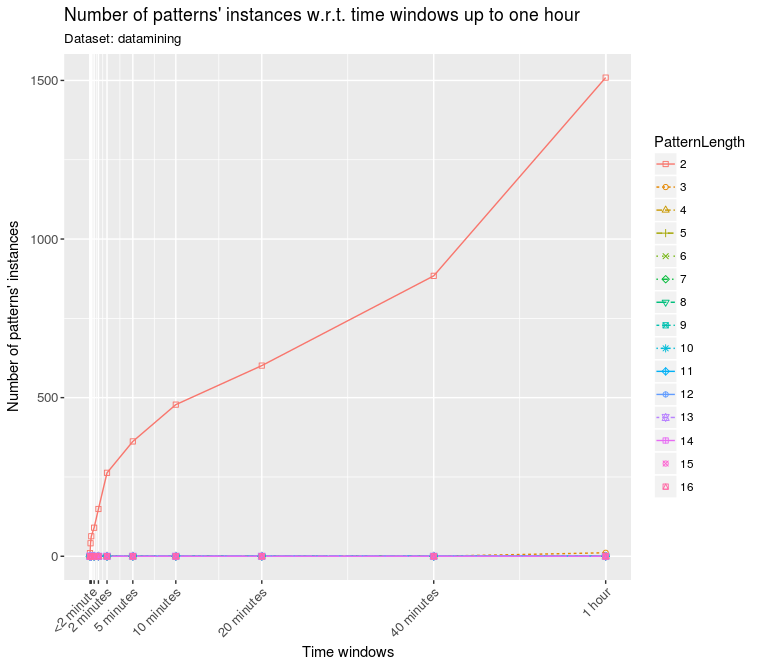 Number of patterns' instances w.r.t. time windows up to one hour
Dataset: datamining
Number of patterns' instances
1500
1000
500
0
<2 minute
2 minutes
5 minutes
10 minutes
20 minutes
40 minutes
1 hour
Time windows
PatternLength
2
3
4
5
6
7
8
9
10
11
12
13
14
15
16